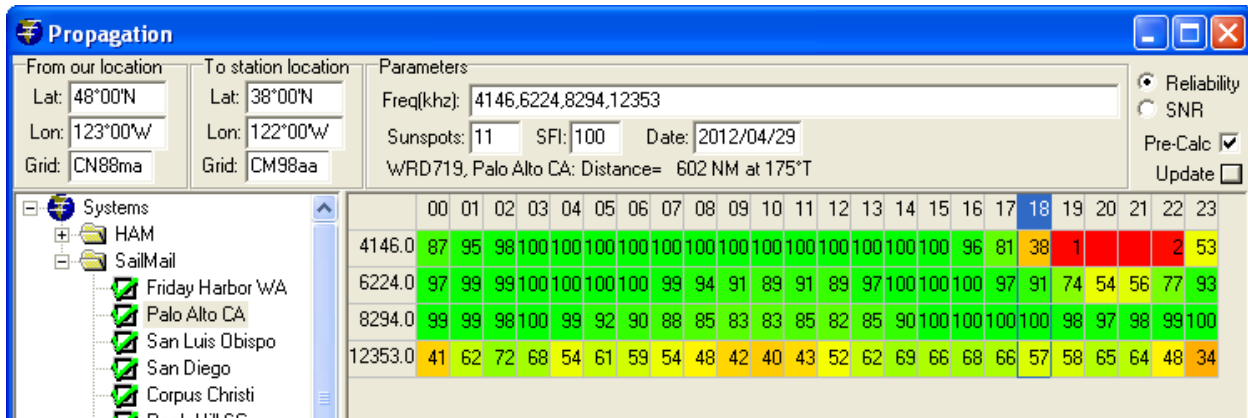 Propagation
From our location To station location Parameters
Lat: 48°00'N Lat: 38°00'N Freq(khz): 4146,6224,8294,12353 Reliability
Lon: 123°00'W Lon: 122°00'W Sunspots: 11 SFI: 100 Date: 2012/04/29 SNR
Grid: CN88ma Grid: CM98aa WRD719, Palo Alto CA: Distance= 602 NM at 175°T Pre-Calc
Update
Systems
HAM
SailMail
Friday Harbor WA
Palo Alto CA
San Luis Obispo
San Diego
Corpus Christi
00 01 02 03 04 05 06 07 08 09 10 11 12 13 14 15 16 17 18 19 20 21 22 23
4146.0 87 95 98 100 100 100 100 100 100 100 100 100 100 100 100 100 96 81 38 1 2 53
6224.0 97 99 99 100 100 100 100 99 94 91 89 91 89 97 100 100 100 97 91 74 54 56 77 93
8294.0 99 99 98 100 99 92 90 88 85 83 83 85 82 85 90 100 100 100 100 98 97 98 99 100
12353.0 41 62 72 68 54 61 59 54 48 42 40 43 52 62 69 66 68 66 57 58 65 64 48 34